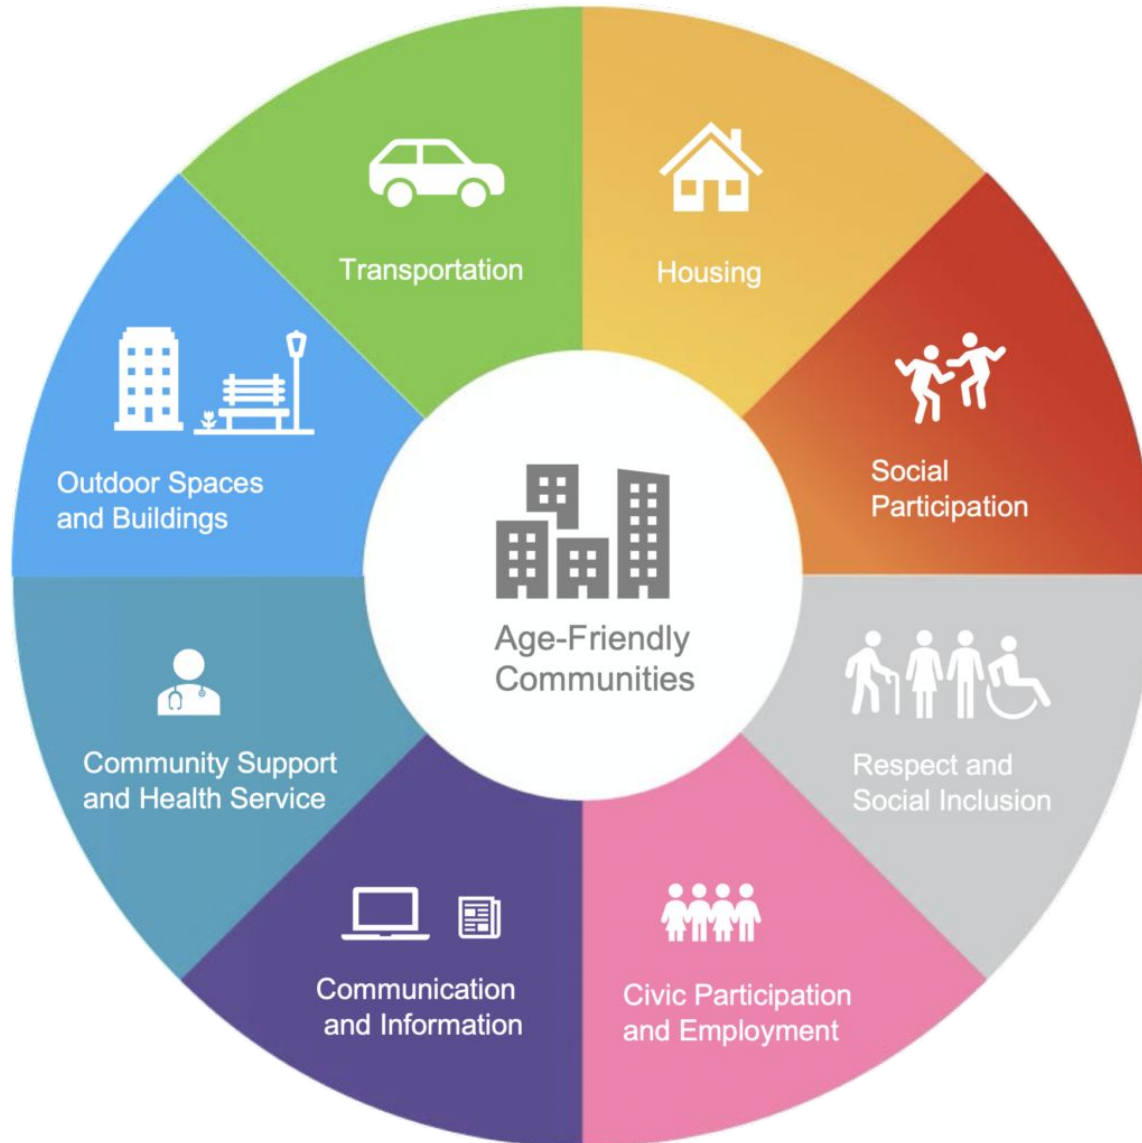 Transportation
Housing
Social
Participation
Outdoor Spaces
and Buildings
Age-Friendly
Communities
Respect and
Social Inclusion
Community Support
and Health Service
Communication
and Information
Civic Participation
and Employment